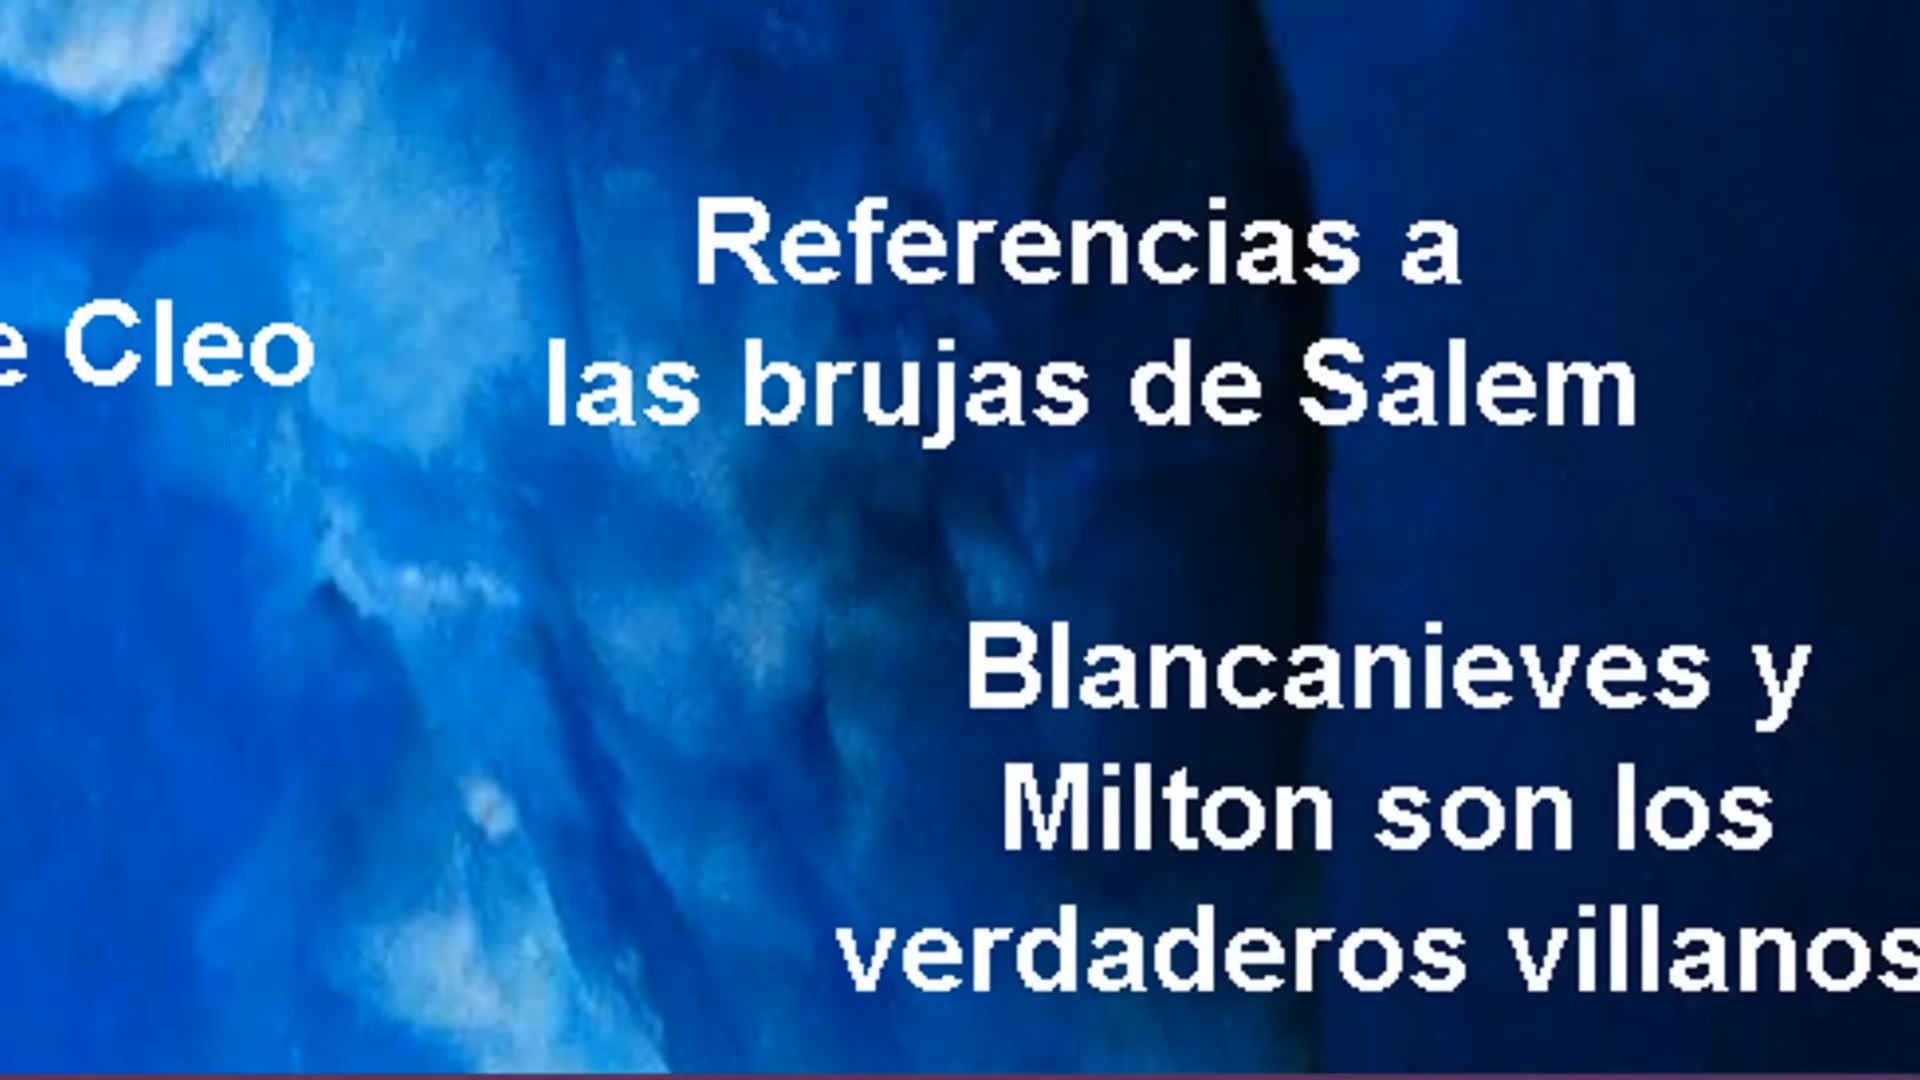 e Cleo
Referencias a
las brujas de Salem
Blancanieves y
Milton son los
verdaderos villanos